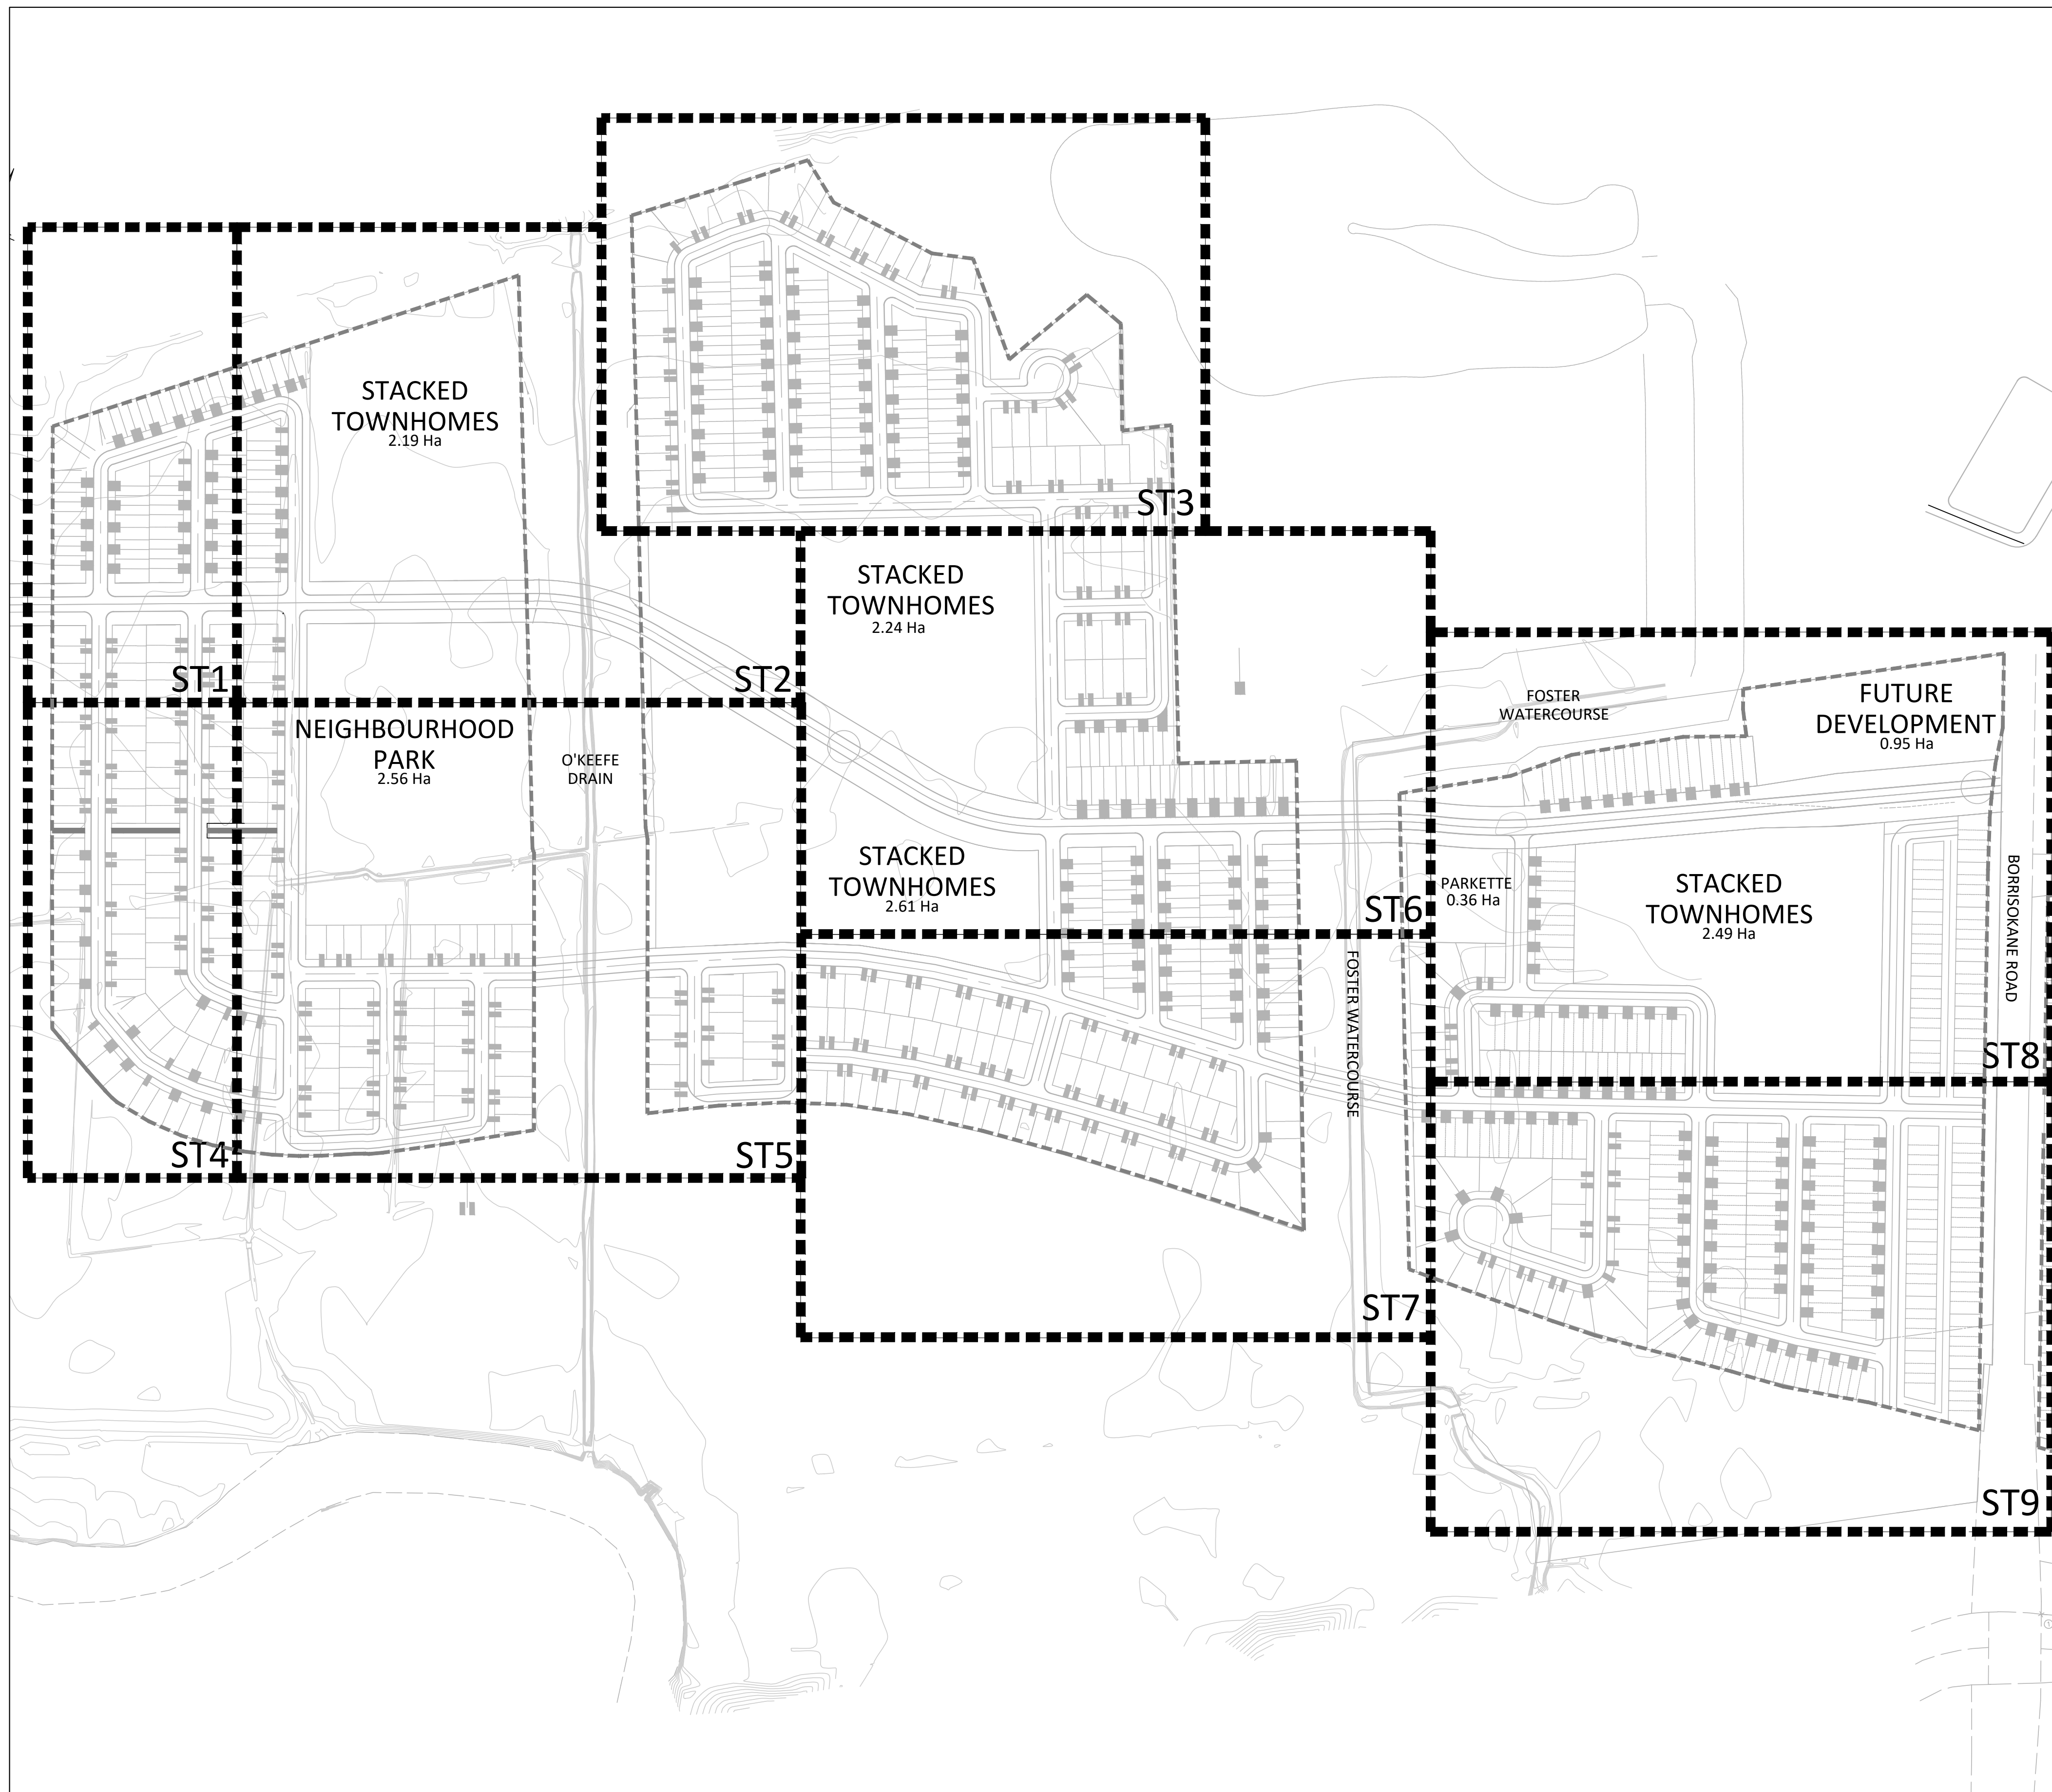 STACKED
TOWNHOMES
2.19 Ha
ST3
STACKED
TOWNHOMES
2.24 Ha
ST1
ST2
NEIGHBOURHOOD
PARK
2.56 Ha
O'KEEFE
DRAIN
FOSTER
WATERCOURSE
FUTURE
DEVELOPMENT
0.95 Ha
STACKED
TOWNHOMES
2.61 Ha
ST6
PARKETTE
0.36 Ha
STACKED
TOWNHOMES
2.49 Ha
BORRISOKANE ROAD
FOSTER WATERCOURSE
ST8
ST4
ST5
ST7
ST9